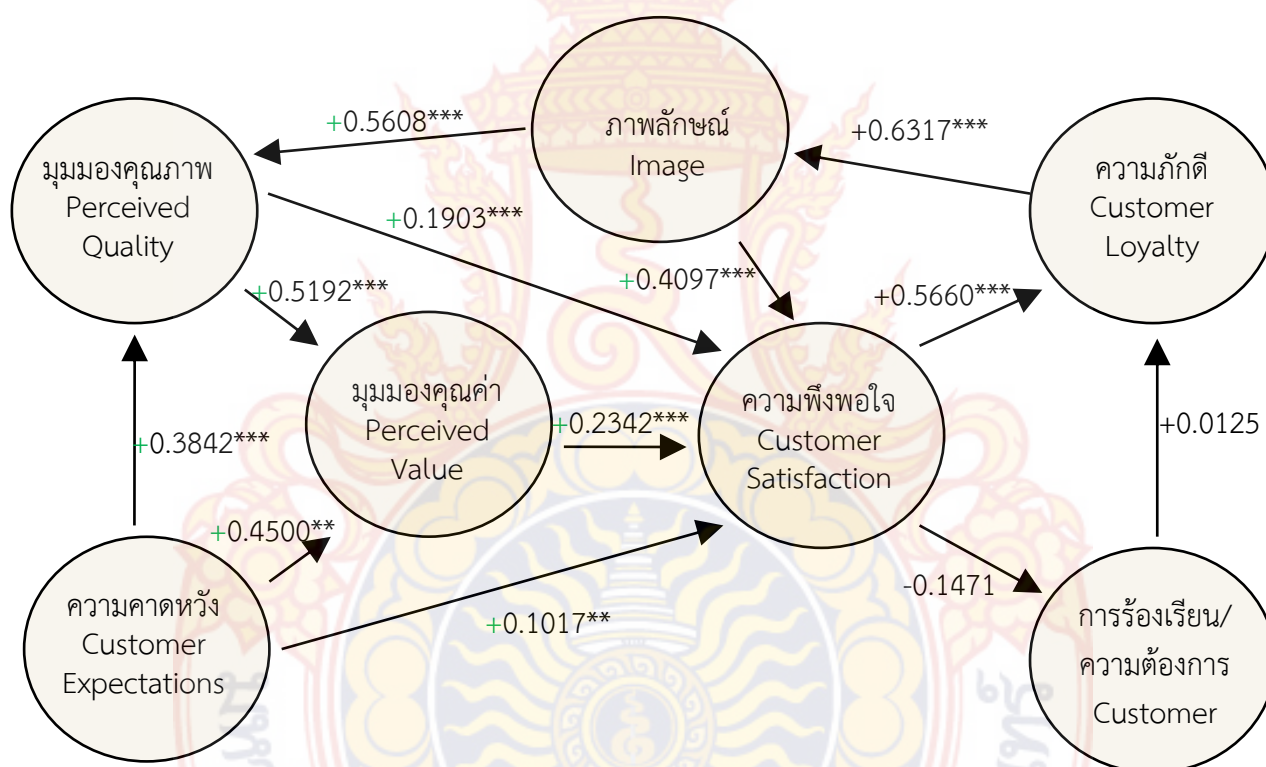 ภาพลักษณ์
Image
+0.5608***
+0.6317***
มุมมองคุณภาพ
Perceived
Quality
ความภักดี
Customer
Loyalty
+0.1903***
+0.4097***
+0.5192***
+0.5660***
มุมมองคุณค่า
Perceived
Value
+0.2342***
ความพึงพอใจ
Customer
Satisfaction
+0.3842***
+0.0125
+0.4500**
-0.1471
+0.1017**
ความคาดหวัง
Customer
Expectations
การร้องเรียน/
ความต้องการ
Customer